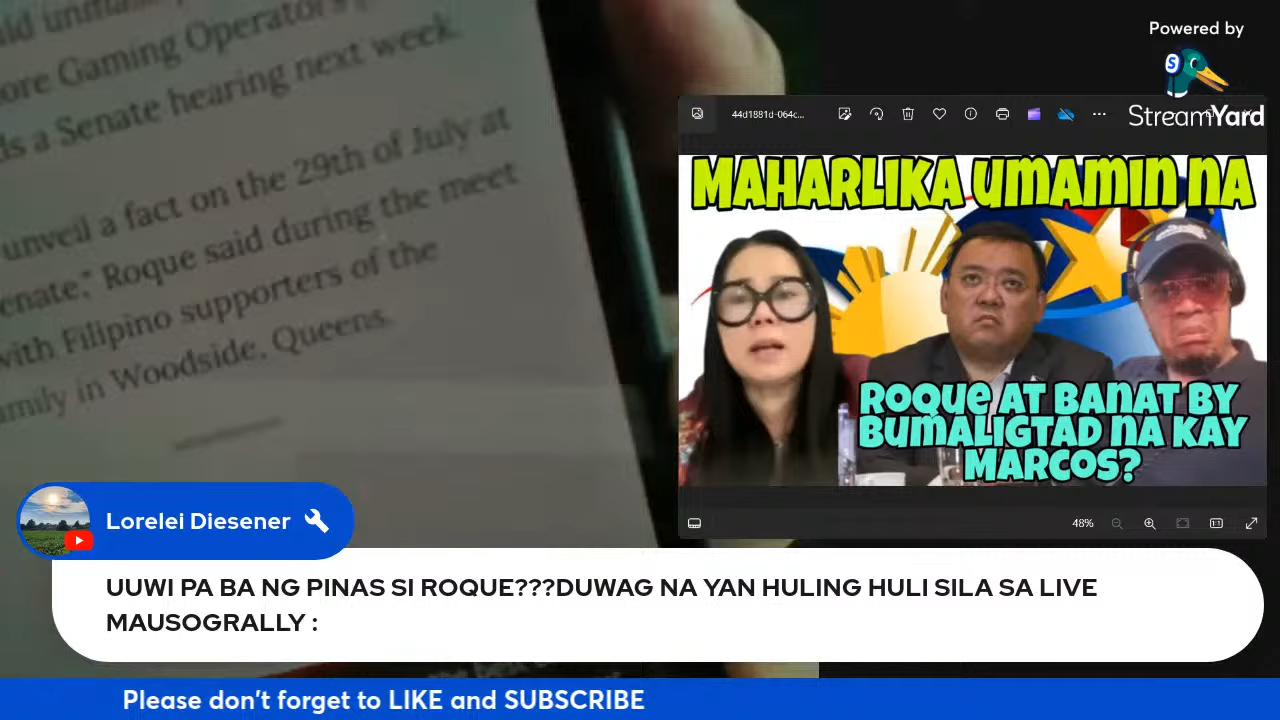 ore Gaming Operators
ds a Senate hearing next week.
unveil a fact on the 29th of July at
enate." Roque said during the meet
with Filipino supporters of the
amily in Woodside, Queens.
Powered by
StreamYard
44d1881d-064c...
MAHARLIKA UMAMIN NA
ROQUE AT BANAT BY
BUMALIGTAD NA KAY
MARCOS?
48%
Lorelei Diesener
UUWI PA BA NG PINAS SI ROQUE???DUWAG NA YAN HULING HULI SILA SA LIVE
MAUSOGRALLY :
Please don't forget to LIKE and SUBSCRIBE